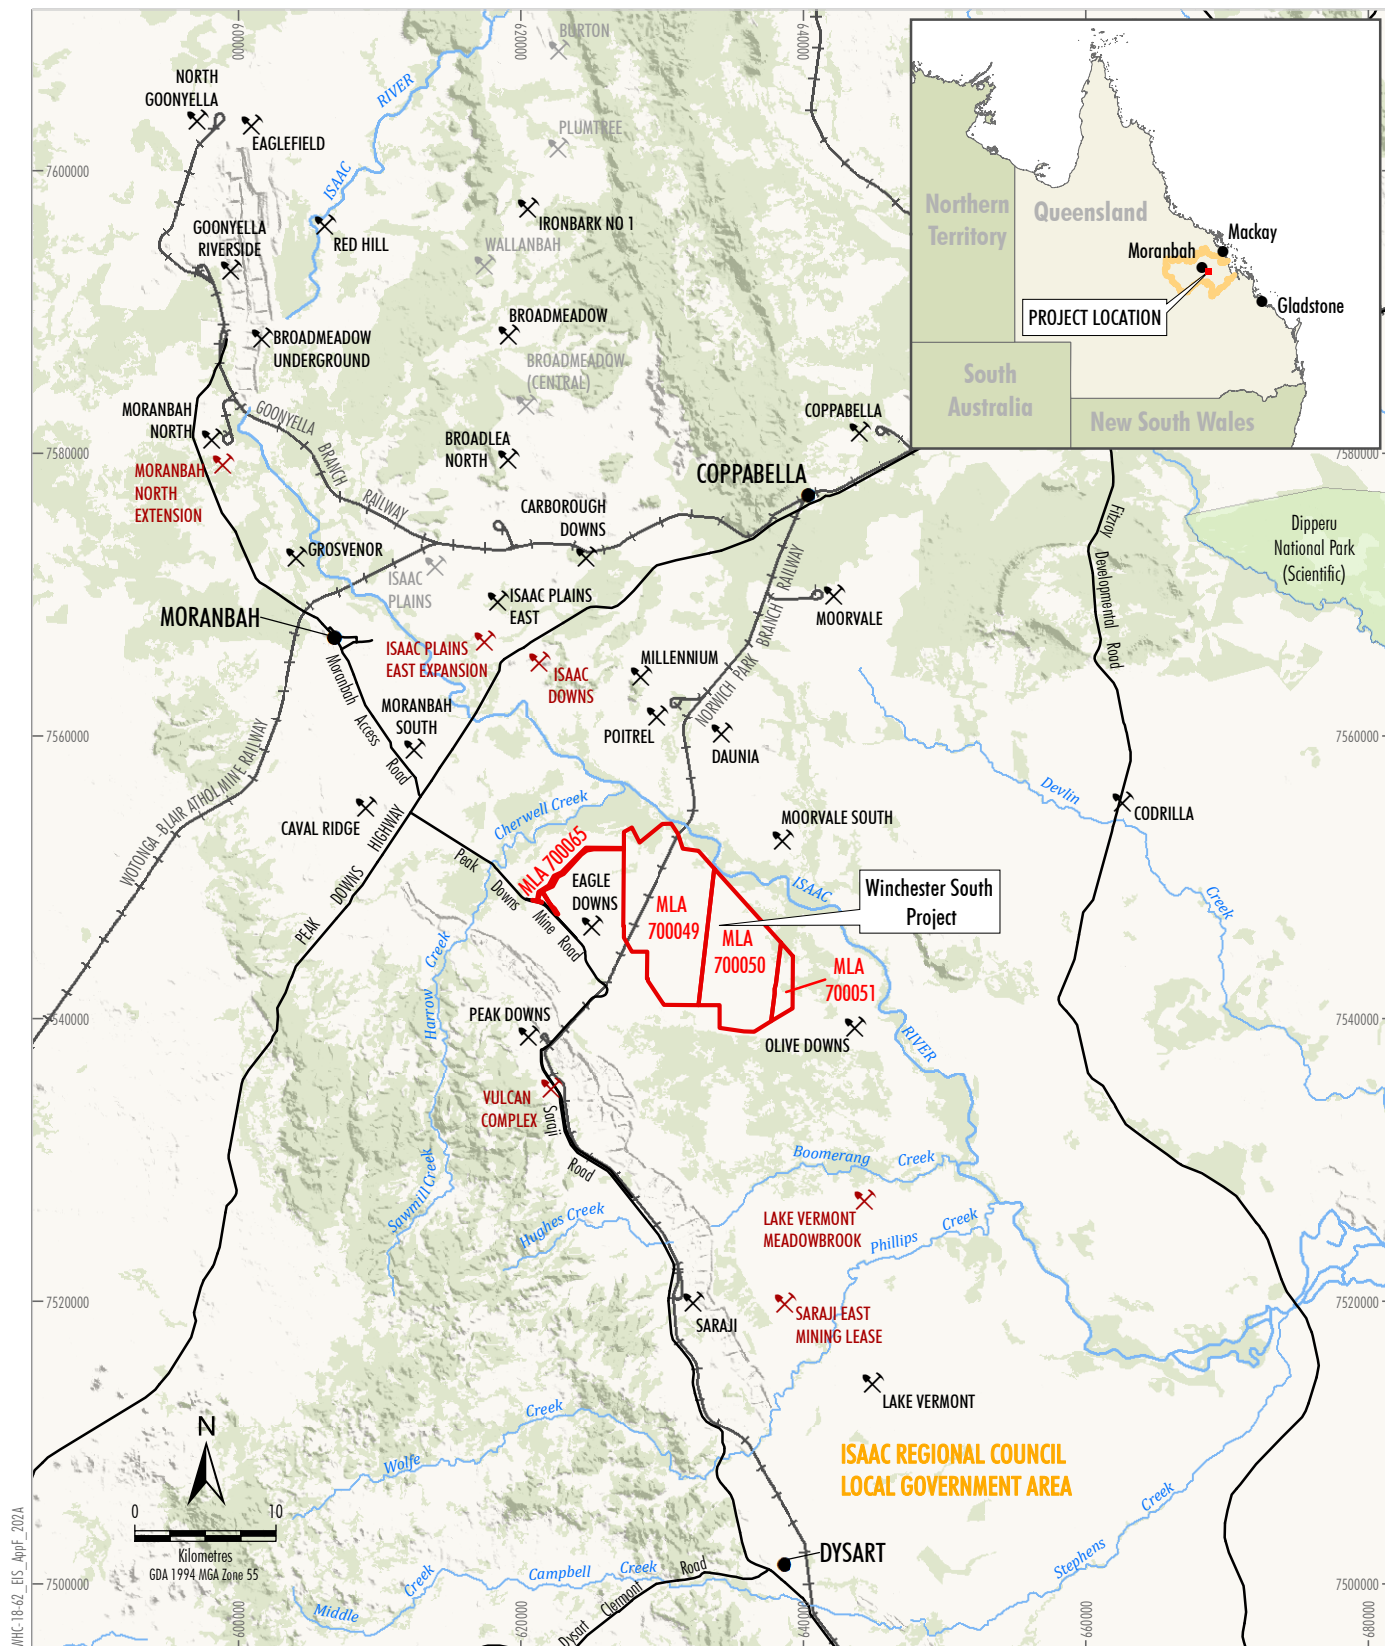 600000
620000
640000
BURTON
NORTH
GOONYELLA
RIVER
EAGLEFIELD
PLUMTREE
7600000
ISAAC
IRONBARK NO 1
GOONYELLA
RIVERSIDE
RED HILL
WALLANBAH
Northern
Territory
Queensland
Mackay
Moranbah
Gladstone
PROJECT LOCATION
South
Australia
New South Wales
BROADMEADOW
BROADMEADOW
UNDERGROUND
BROADMEADOW
(CENTRAL)
MORANBAH
NORTH
GOONYELLA
BRANCH
RAILWAY
COPPABELLA
BROADLEA
NORTH
7580000
7580000
MORANBAH
NORTH
EXTENSION
COPPABELLA
CARBOROUGH
DOWNS
Fitzroy
Developmental Road
Dipperu
National Park
(Scientific)
GROSVENOR
ISAAC
PLAINS
ISAAC PLAINS
EAST
MORANBAH
NORWICH PARK BRANCH RAILWAY
MOORVALE
ISAAC PLAINS
EAST EXPANSION
ISAAC
DOWNS
MILLENNIUM
Moranbah Access Road
MORANBAH
SOUTH
POITREL
DAUNIA
7560000
7560000
WOTONGA-BLAIR ATHOL MINE RAILWAY
CAVAL RIDGE
Cherwell Creek
Devlin
Creek
CODRILLA
MOORVALE SOUTH
PEAK DOWNS HIGHWAY
Peak Downs Mine Road
MLA 700065
EAGLE
DOWNS
ISAAC
RIVER
Winchester South
Project
MLA
700049
MLA
700050
MLA
700051
Harrow Creek
7540000
7540000
PEAK DOWNS
OLIVE DOWNS
VULCAN
COMPLEX
Saraji
Road
Boomerang Creek
Sawmill Creek
Hughes Creek
LAKE VERMONT
MEADOWBROOK
Phillips Creek
7520000
7520000
SARAJI
SARAJI EAST
MINING LEASE
LAKE VERMONT
Wolfe Creek
ISAAC REGIONAL COUNCIL
LOCAL GOVERNMENT AREA
N
0 10
Kilometres
GDA 1994 MGA Zone 55
Stephens Creek
DYSART
Middle Creek
Campbell Creek
Dysart Clermont Road
7500000
7500000
600000
620000
640000
660000
680000
WHC-18-62_EIS_AppF_202A